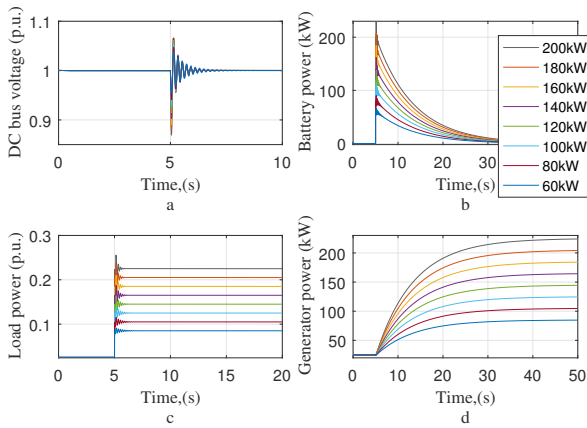 DC bus voltage (p.u.)
1.1
1
0.9
0
5
10
Time,(s)
a
Battery power (kW)
200
100
0
0
10
20
30
40
50
Time,(s)
b
200kW
180kW
160kW
140kW
120kW
100kW
80kW
60kW
Load power (p.u.)
0.3
0.2
0.1
0
5
10
15
20
Time,(s)
c
Generator power (kW)
200
150
100
50
0
10
20
30
40
50
Time,(s)
d